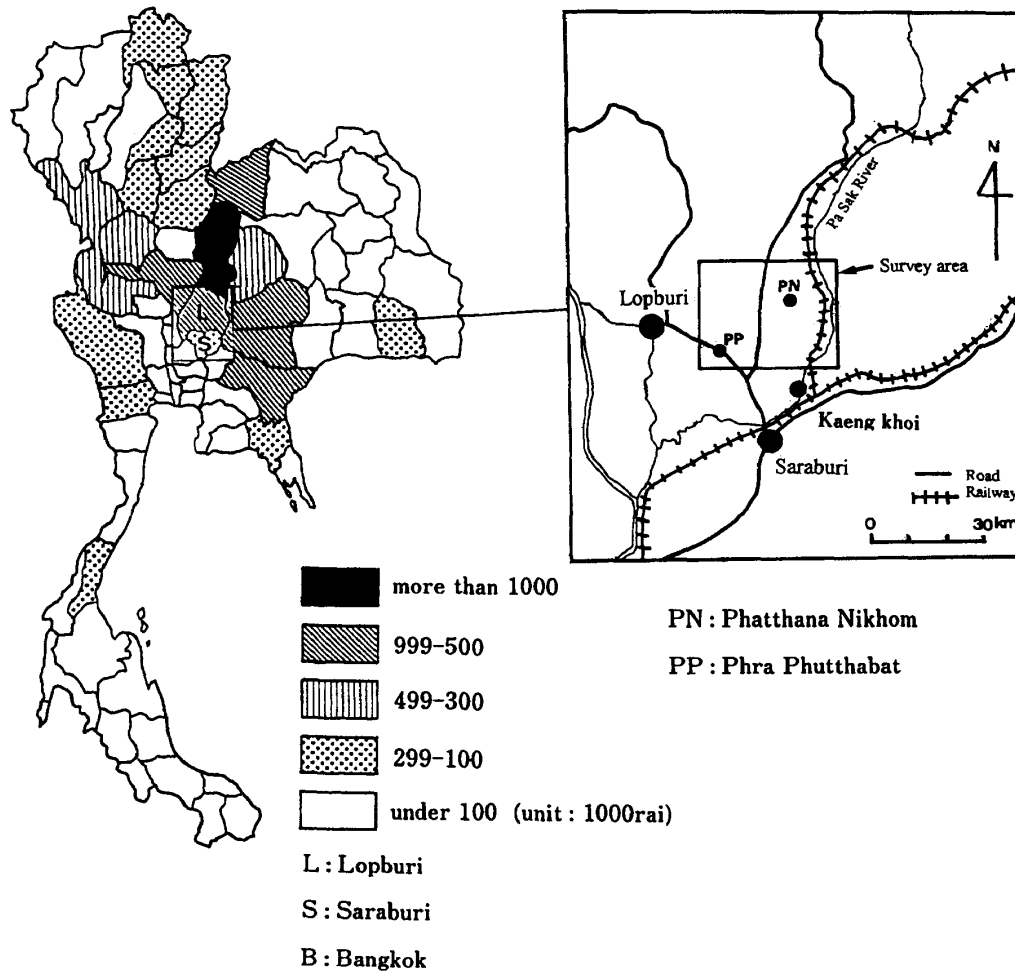 L
S
N
Pa Sak River
Survey area
PN
Lopburi
PP
Kaeng khoi
Saraburi
Road
Railway
0 30km
more than 1000
999-500
499-300
299-100
under 100 (unit : 1000rai)
L : Lopburi
S : Saraburi
B : Bangkok
PN : Phatthana Nikhom
PP : Phra Phutthabat